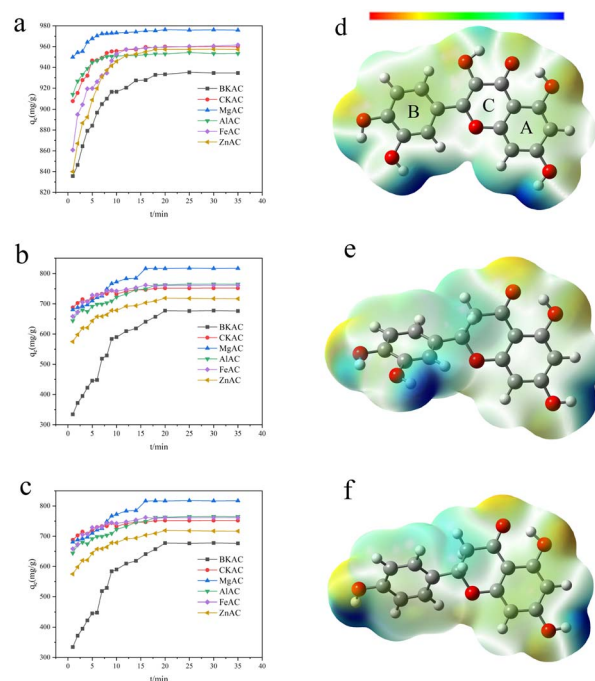 a
980
960
940
920
900
880
860
840
820
qt(mg/g)
BKAC
CKAC
MgAC
AlAC
FeAC
ZnAC
0 5 10 15 20 25 30 35 40
t/min
b
800
700
600
500
400
300
qt(mg/g)
BKAC
CKAC
MgAC
AlAC
FeAC
ZnAC
0 5 10 15 20 25 30 35 40
t/min
c
800
700
600
500
400
300
qt(mg/g)
BKAC
CKAC
MgAC
AlAC
FeAC
ZnAC
0 5 10 15 20 25 30 35 40
t/min
d
B
C
A
e
f